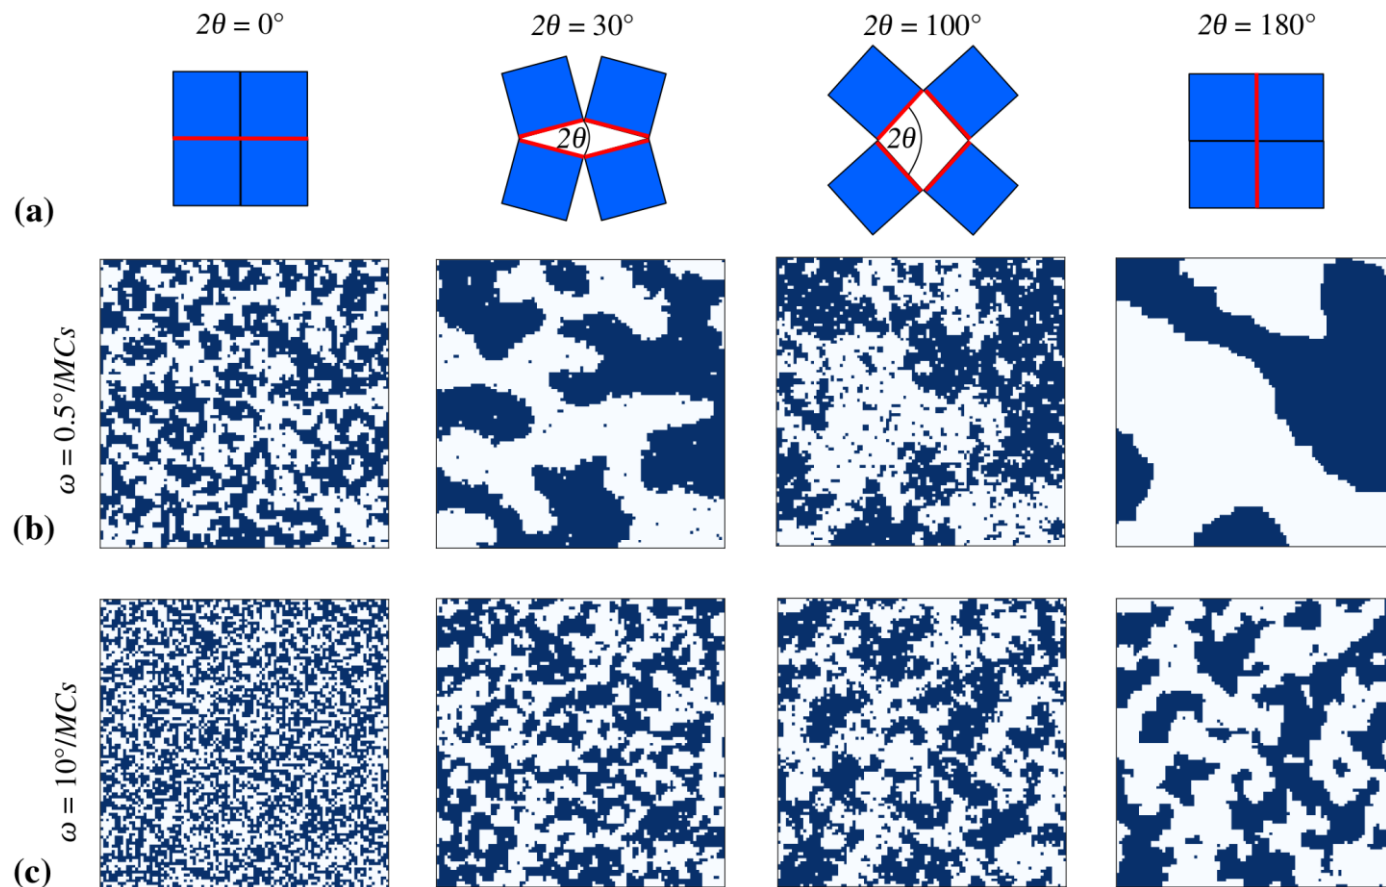 2θ = 0°
2θ = 30°
2θ = 100°
2θ = 180°
2θ
2θ
(a)
ω = 0.5°/MCs
(b)
ω = 10°/MCs
(c)